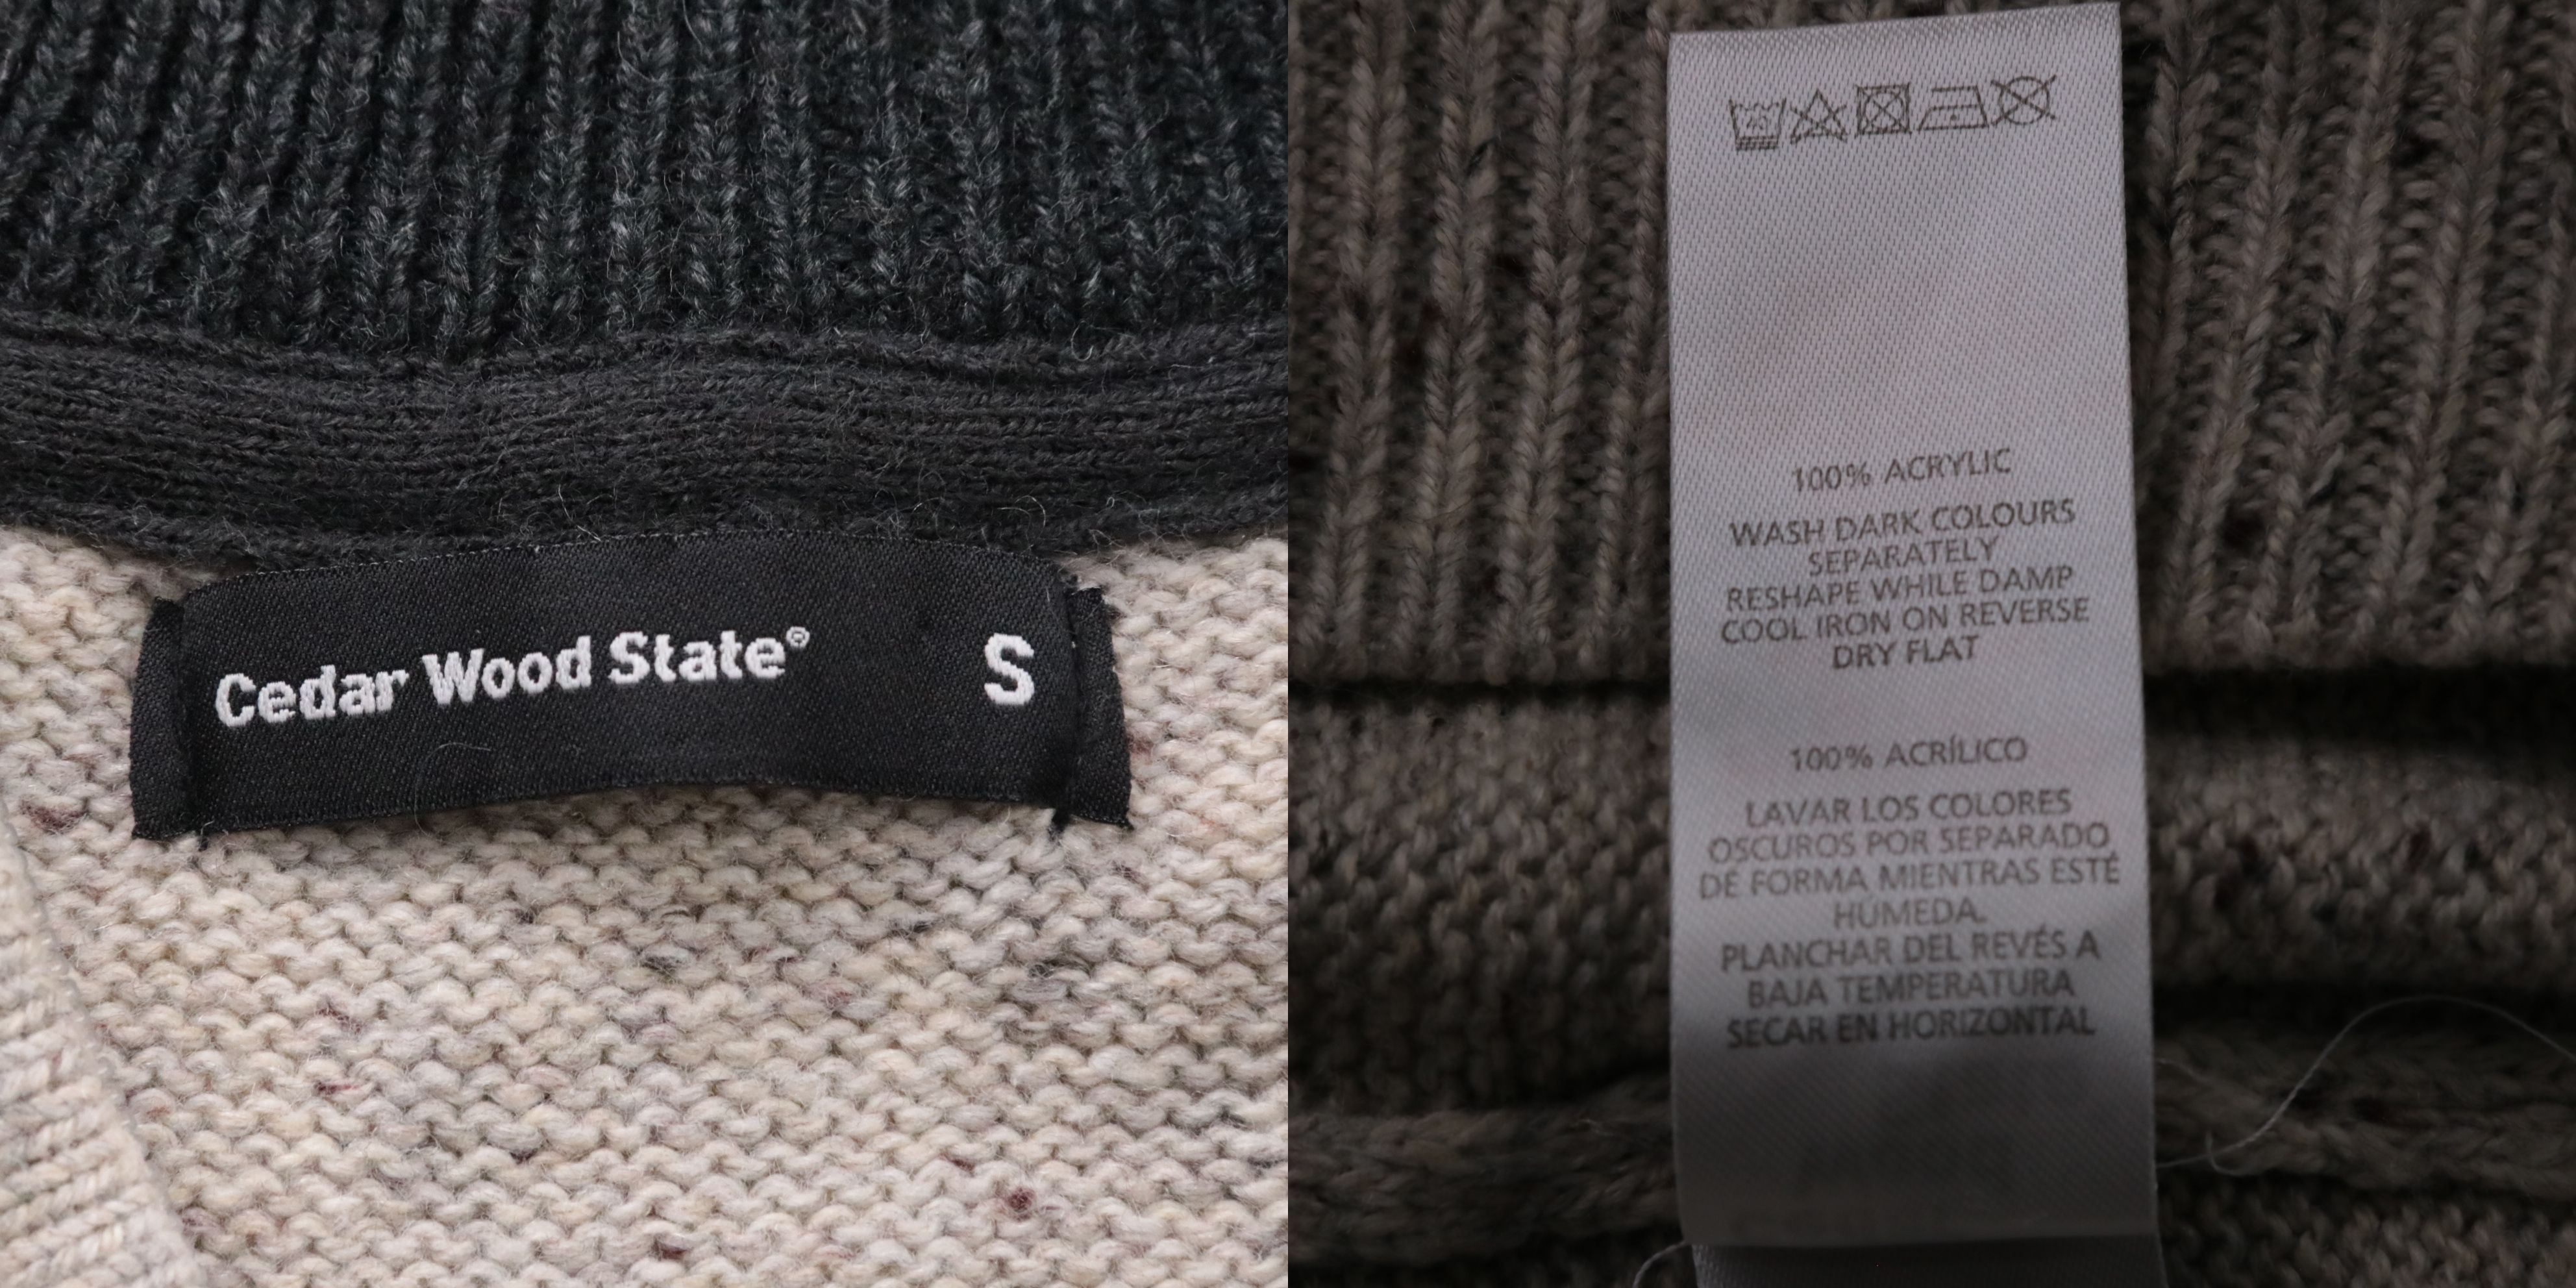 Cedar Wood State® S
40
100% ACRYLIC
WASH DARK COLOURS
SEPARATELY
RESHAPE WHILE DAMP
COOL IRON ON REVERSE
DRY FLAT
100% ACRÍLICO
LAVAR LOS COLORES
OSCUROS POR SEPARADO
DE FORMA MIENTRAS ESTÉ
HÚMEDA.
PLANCHAR DEL REVÉS A
BAJA TEMPERATURA
SECAR EN HORIZONTAL